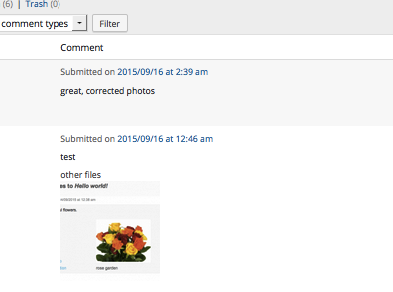 (6) | Trash (0)
comment types
Filter
Comment
Submitted on 2015/09/16 at 2:39 am
great, corrected photos
Submitted on 2015/09/16 at 12:46 am
test
other files
es to Hello world!
flowers.
rose garden